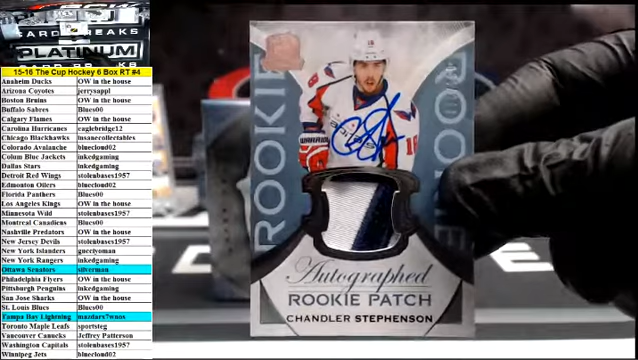 CARD BREAKS
PLATINUM
15-16 The Cup Hockey 6 Box RT #4
Anaheim Ducks OW in the house
Arizona Coyotes jerrysappl
Boston Bruins OW in the house
Buffalo Sabres Blues00
Calgary Flames OW in the house
Carolina Hurricanes eaglebridge12
Chicago Blackhawks insanecollectables
Colorado Avalanche bluecloud02
Colum Blue Jackets inkedgaming
Dallas Stars inkedgaming
Detroit Red Wings stolenbases1957
Edmonton Oilers bluecloud02
Florida Panthers Blues00
Los Angeles Kings OW in the house
Minnesota Wild stolenbases1957
Montreal Canadiens Blues00
Nashville Predators OW in the house
New Jersey Devils stolenbases1957
New York Islanders
New York Rangers inkedgaming
Ottawa Senators silverman
Philadelphia Flyers OW in the house
Pittsburgh Penguins inkedgaming
San Jose Sharks OW in the house
St. Louis Blues Blues00
Tampa Bay Lightning
Toronto Maple Leafs sportsteg
Vancouver Canucks Jeffrey Patterson
Washington Capitals stolenbases1957
Winnipeg Jets bluecloud02
ROOKIE
ROOKIE
18
18
Autographed
ROOKIE PATCH
CHANDLER STEPHENSON